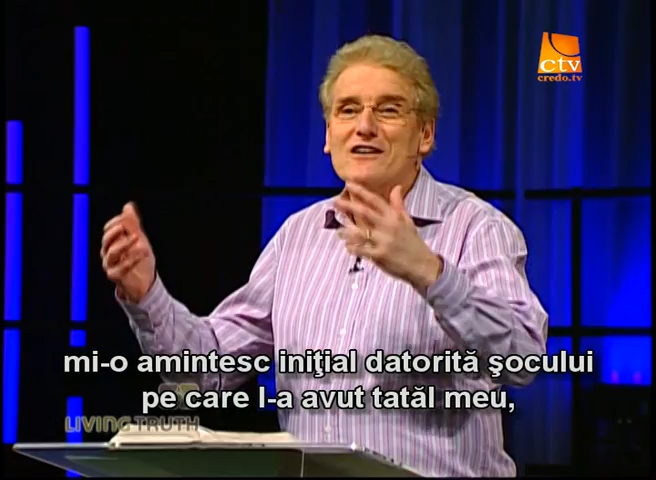 ctv
credo.tv
mi-o amintesc iniţial datorită şocului
pe care l-a avut tatăl meu,
LIVING TRUTH